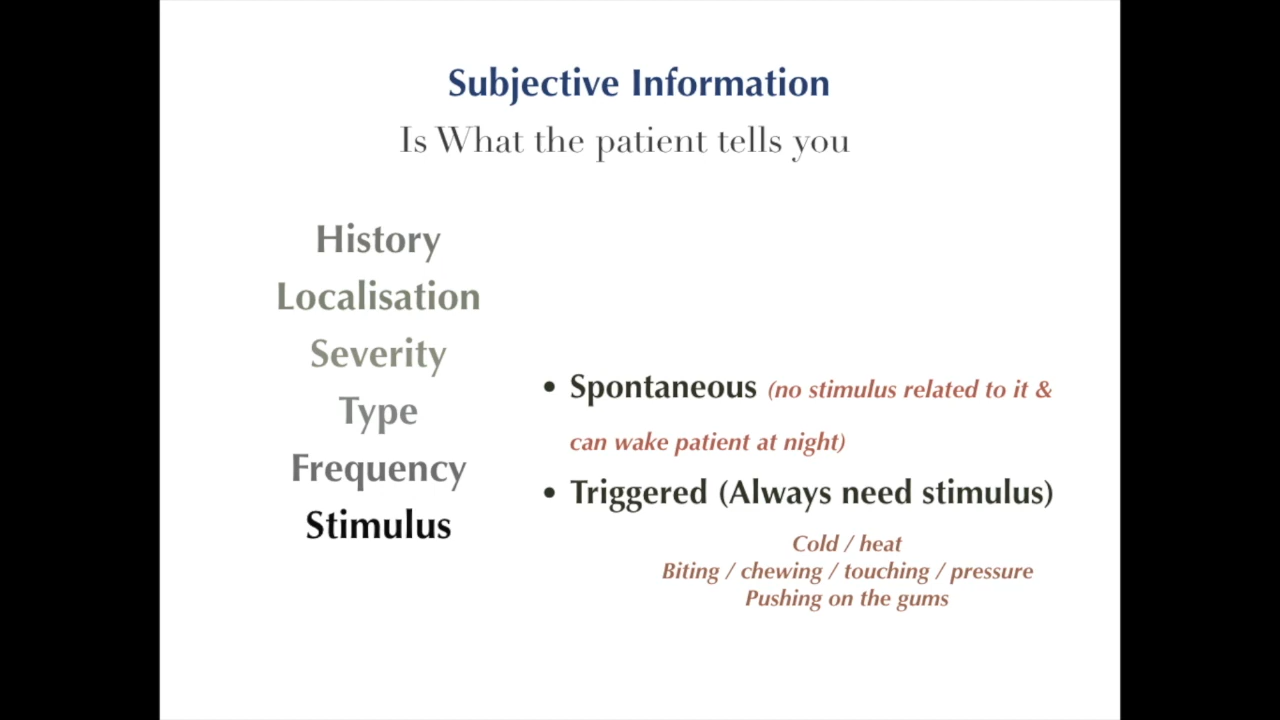 Subjective Information
Is What the patient tells you
History
Localisation
Severity
Type
Frequency
Stimulus
• Spontaneous (no stimulus related to it &
can wake patient at night)
• Triggered (Always need stimulus)
Cold / heat
Biting / chewing / touching / pressure
Pushing on the gums